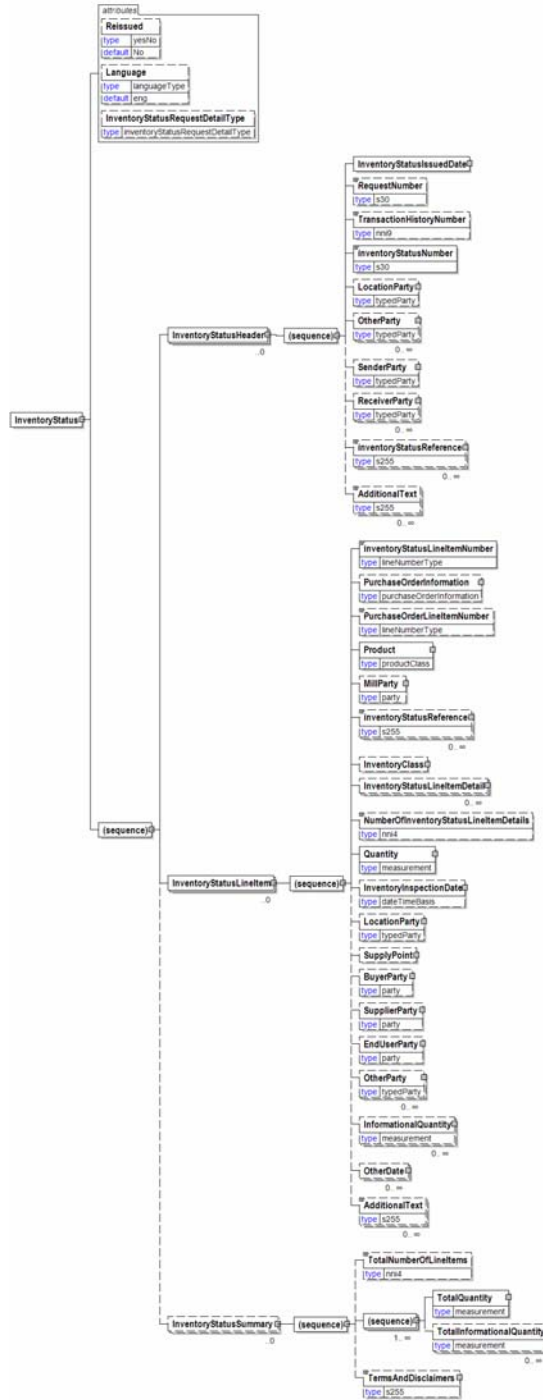 attributes
Reissued
type yesNo
default No
Language
type languageType
default eng
InventoryStatusRequestDetailType
type inventoryStatusRequestDetailType
InventoryStatus
(sequence)
InventoryStatusHeader
..0
(sequence)
InventoryStatusIssuedDate
RequestNumber
type s30
TransactionHistoryNumber
type nni9
inventoryStatusNumber
type s30
LocationParty
type typedParty
OtherParty
type typedParty
0.. ∞
SenderParty
type typedParty
ReceiverParty
type typedParty
0.. ∞
inventoryStatusReference
type s255
0.. ∞
AdditionalText
type s255
0.. ∞
InventoryStatusLineItem
..0
(sequence)
inventoryStatusLineItemNumber
type lineNumberType
PurchaseOrderInformation
type purchaseOrderInformation
PurchaseOrderLineItemNumber
type lineNumberType
Product
type productClass
MillParty
type party
inventoryStatusReference
type s255
0.. ∞
InventoryClass
InventoryStatusLineItemDetail
0.. ∞
NumberOfInventoryStatusLineItemDetails
type nni4
Quantity
type measurement
InventoryInspectionDate
type dateTimeBasis
LocationParty
type typedParty
SupplyPoint
BuyerParty
type party
SupplierParty
type party
EndUserParty
type party
OtherParty
type typedParty
0.. ∞
InformationalQuantity
type measurement
0.. ∞
OtherDate
0.. ∞
AdditionalText
type s255
0.. ∞
InventoryStatusSummary
..0
(sequence)
TotalNumberOfLineItems
type nni4
(sequence)
1.. ∞
TotalQuantity
type measurement
TotalInformationalQuantity
type measurement
0.. ∞
TermsAndDisclaimers
type s255